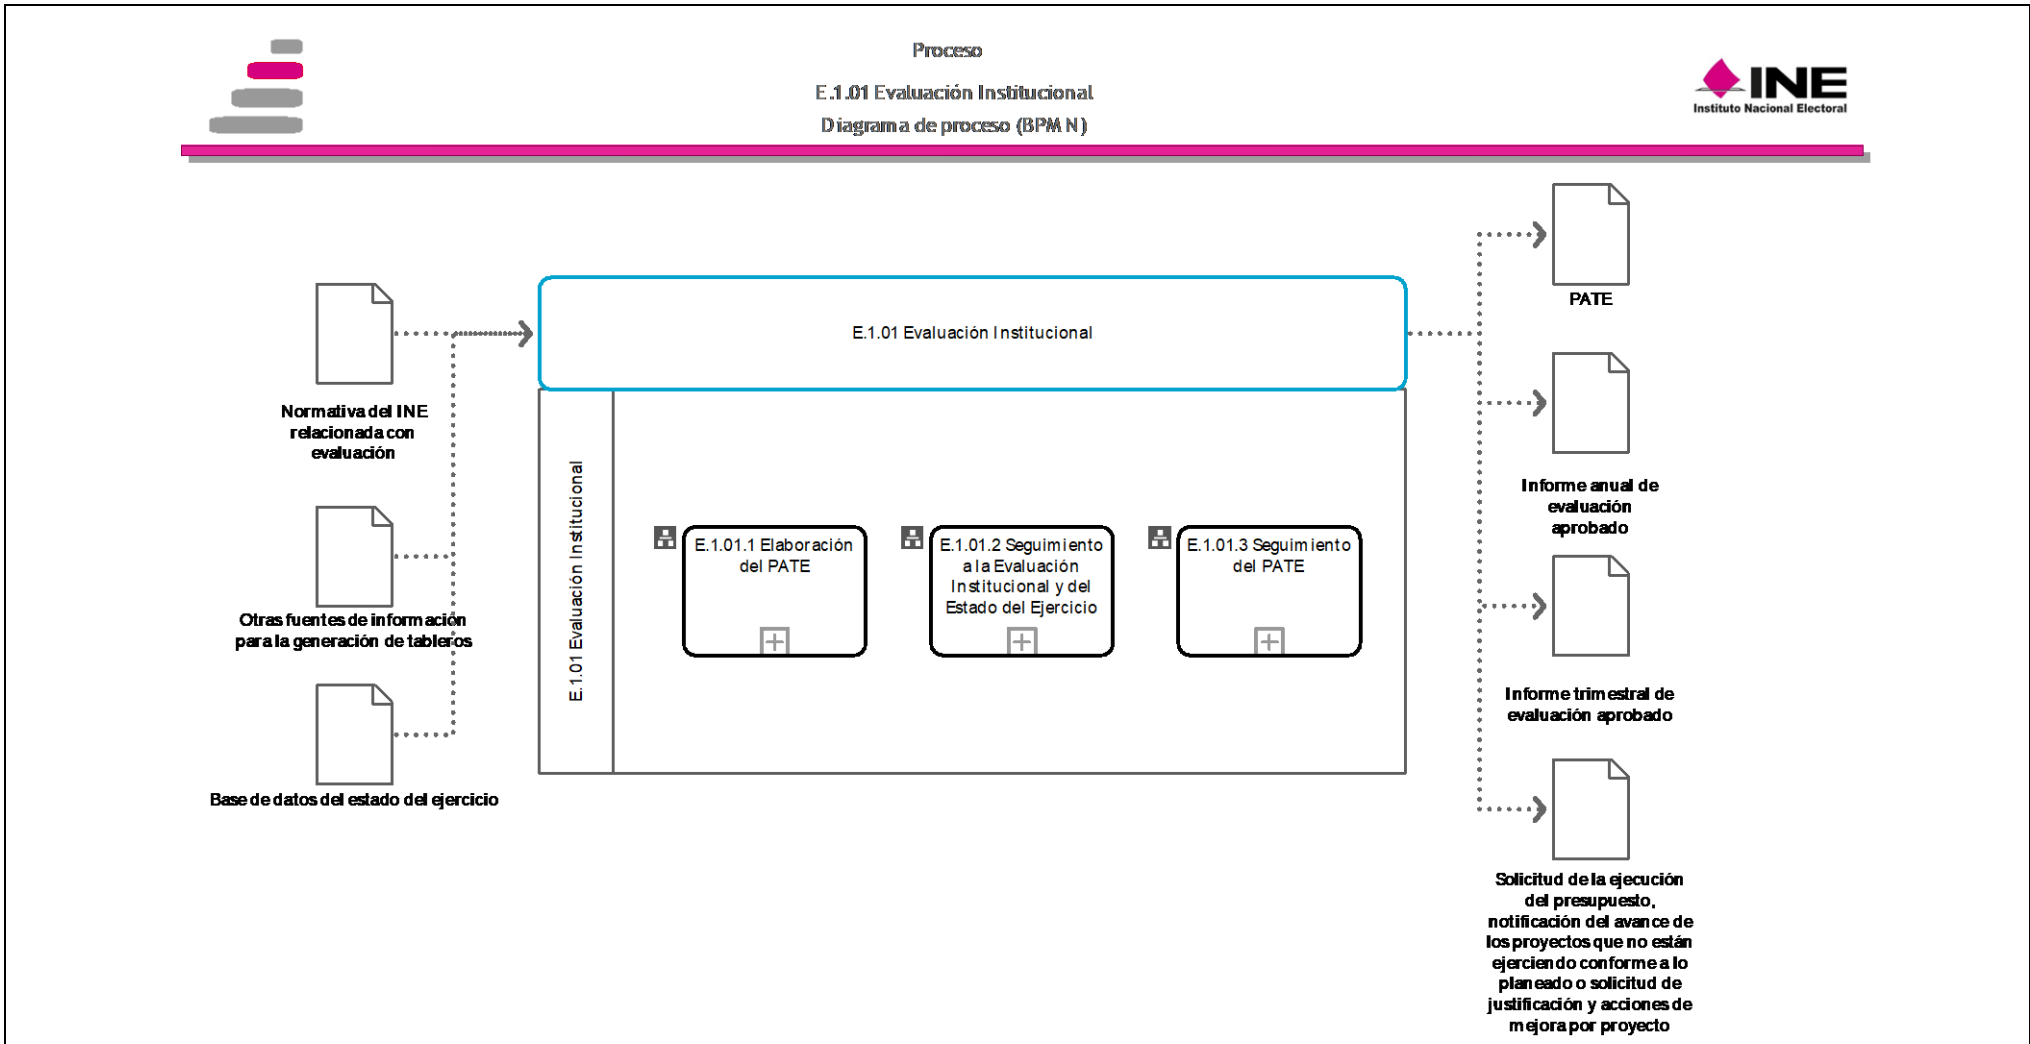 Proceso
E.1.01 Evaluación Institucional
Diagrama de proceso (BPMN)
INE
Instituto Nacional Electoral
Normativa del INE
relacionada con
evaluación
Otras fuentes de información
para la generación de tableros
Base de datos del estado del ejercicio
E.1.01 Evaluación Institucional
E.1.01 Evaluación Institucional
E.1.01.1 Elaboración
del PATE
E.1.01.2 Seguimiento
a la Evaluación
Institucional y del
Estado del Ejercicio
E.1.01.3 Seguimiento
del PATE
PATE
Informe anual de
evaluación
aprobado
Informe trimestral de
evaluación aprobado
Solicitud de la ejecución
del presupuesto,
notificación del avance de
los proyectos que no están
ejerciendo conforme a lo
planeado o solicitud de
justificación y acciones de
mejora por proyecto